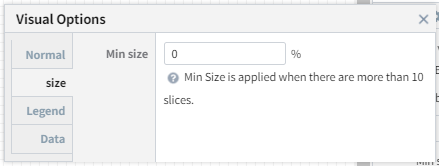 Visual Options
Normal
Min size
0
%
size
Min Size is applied when there are more than 10
slices.
Legend
Data